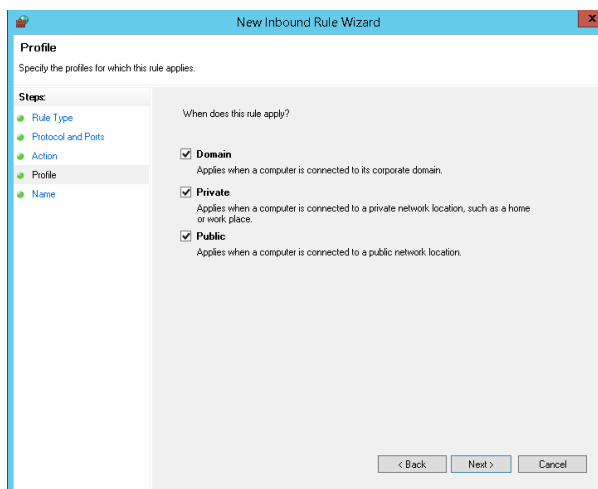 New Inbound Rule Wizard
x
Profile
Specify the profiles for which this rule applies.
Steps:
Rule Type
Protocol and Ports
Action
Profile
Name
When does this rule apply?
Domain
Applies when a computer is connected to its corporate domain.
Private
Applies when a computer is connected to a private network location, such as a home
or work place.
Public
Applies when a computer is connected to a public network location.
< Back
Next >
Cancel